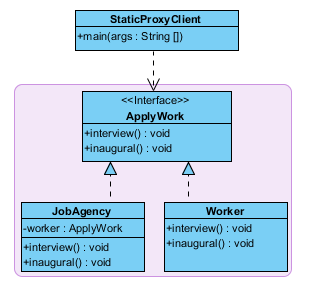 StaticProxyClient
+main(args : String [])
<<Interface>>
ApplyWork
+interview() : void
+inaugural() : void
JobAgency
-worker : ApplyWork
+interview() : void
+inaugural() : void
Worker
+interview() : void
+inaugural() : void